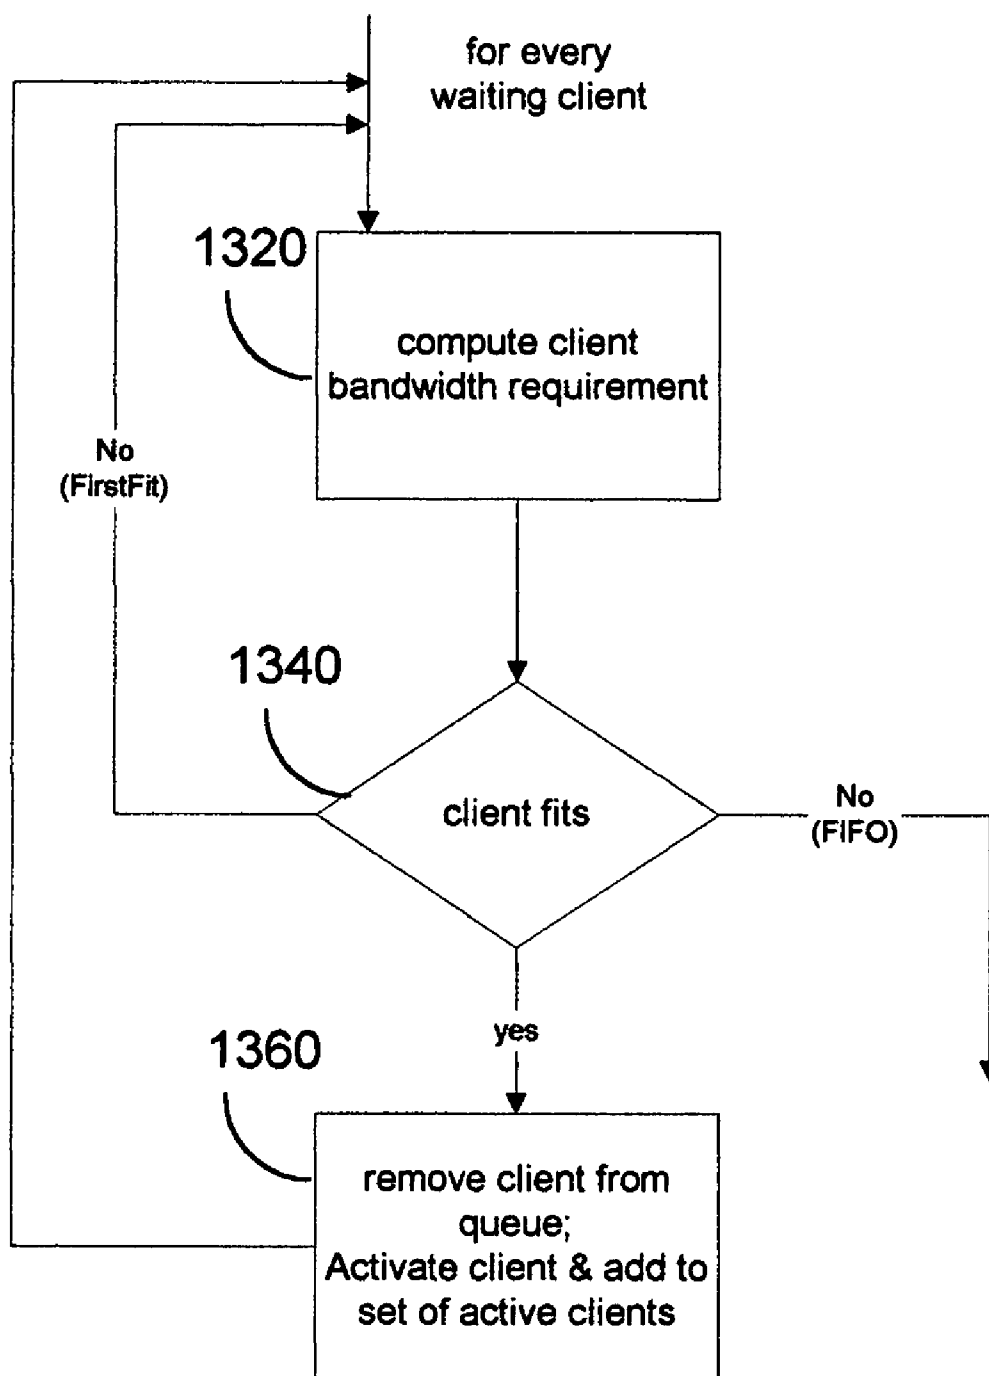 for every
waiting client
1320
compute client
bandwidth requirement
No
(FirstFit)
1340
client fits
No
(FIFO)
yes
1360
remove client from
queue;
Activate client & add to
set of active clients